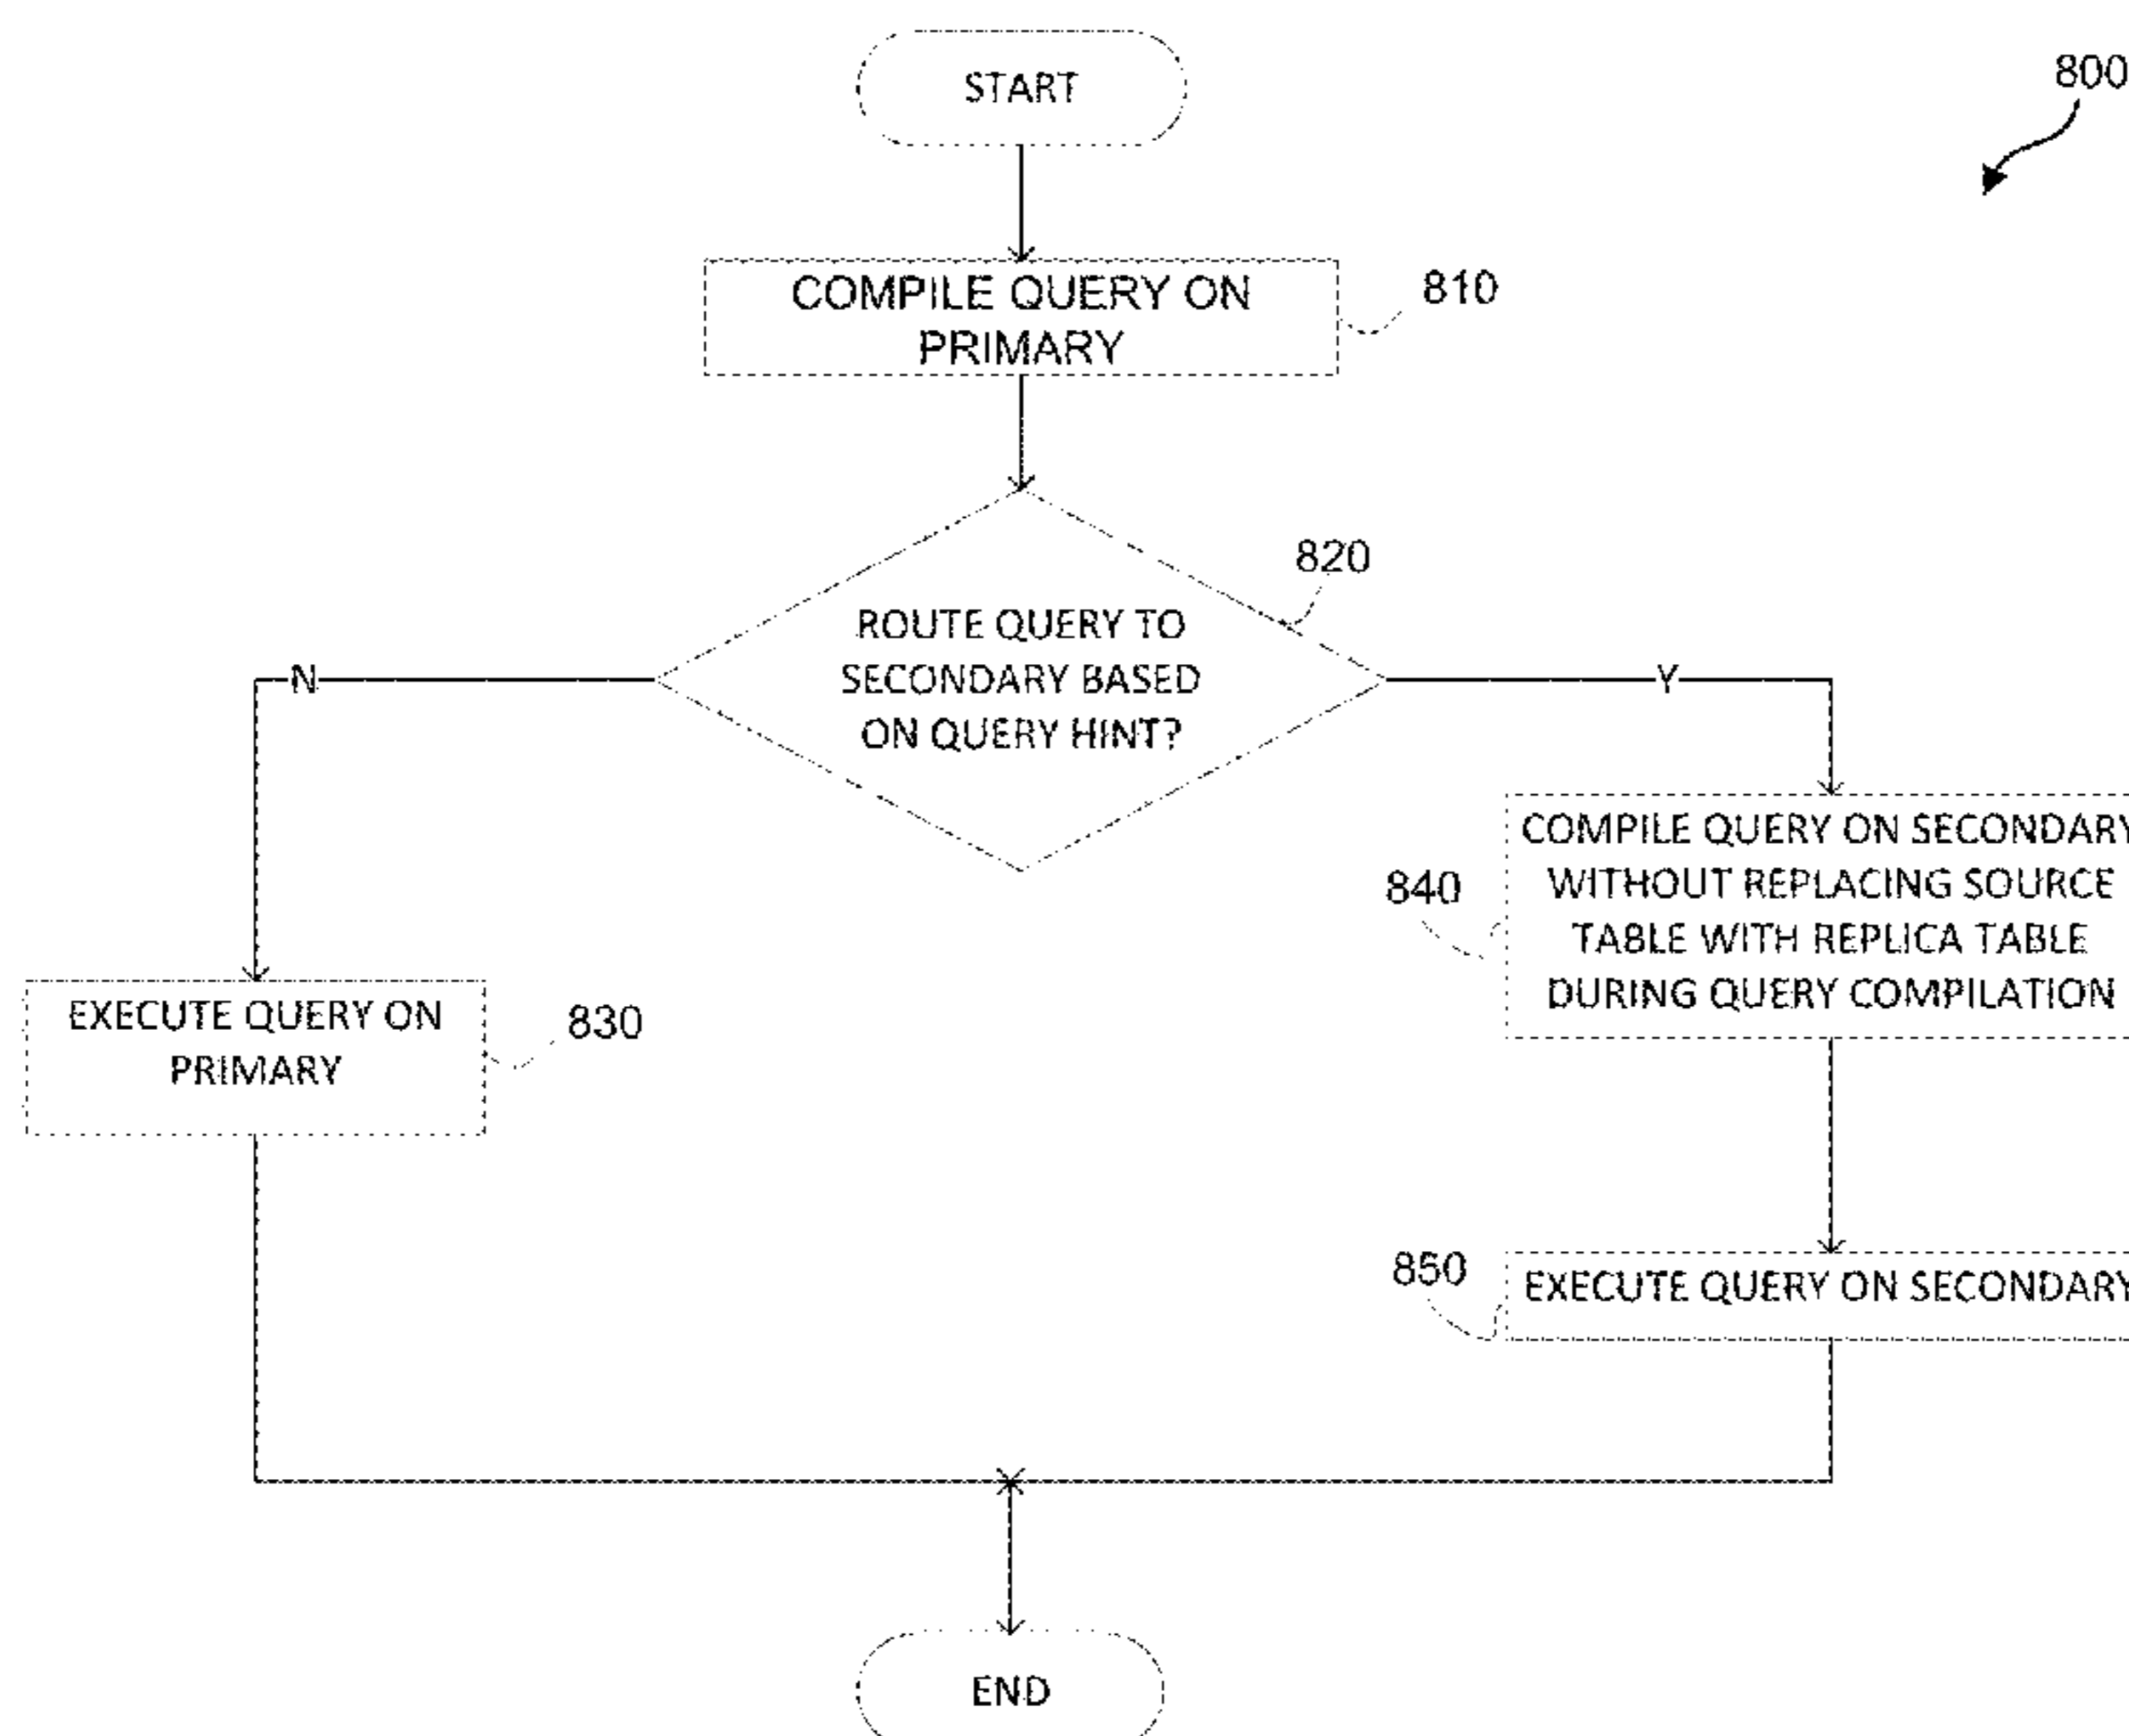 START
800
COMPILE QUERY ON
PRIMARY
810
820
ROUTE QUERY TO
SECONDARY BASED
ON QUERY HINT?
N
Y
COMPILE QUERY ON SECONDARY
WITHOUT REPLACING SOURCE
TABLE WITH REPLICA TABLE
DURING QUERY COMPILATION
840
EXECUTE QUERY ON
PRIMARY
830
850
EXECUTE QUERY ON SECONDARY
END